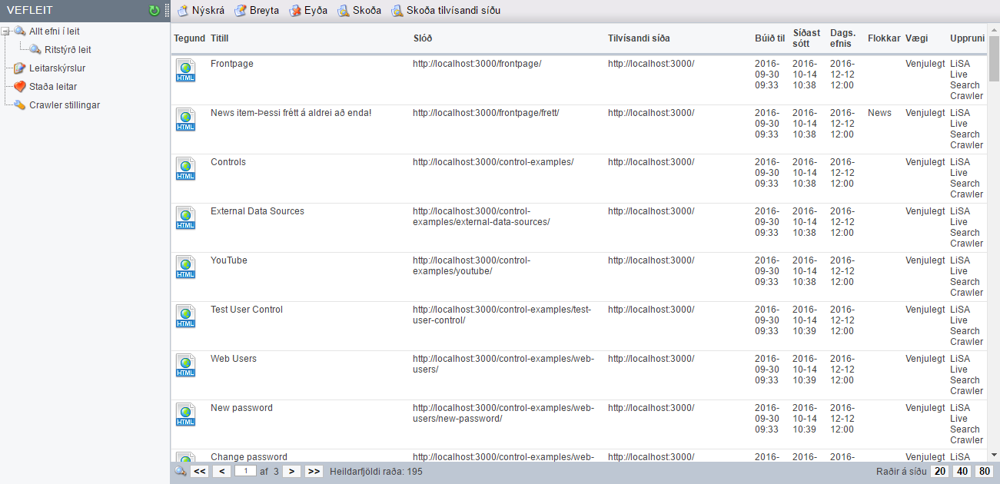 VEFLEIT
Nýskrá Breyta Eyða Skoða Skoða tilvísandi síðu
Allt efni í leit
Ritstýrð leit
Leitarskýrslur
Staða leitar
Crawler stillingar
Tegund Titill Slóð Tilvísandi síða Búið til Síðast sótt Dags. efnis Flokkar Vægi Uppruni
HTML Frontpage http://localhost:3000/frontpage/ http://localhost:3000/ 2016-09-30 09:33 2016-10-14 10:38 2016-12-12 12:00 Venjulegt LiSA Live Search Crawler
HTML News item-Þessi frétt á aldrei að enda! http://localhost:3000/frontpage/frett/ http://localhost:3000/ 2016-09-30 09:33 2016-10-14 10:38 2016-12-12 12:00 News Venjulegt LiSA Live Search Crawler
HTML Controls http://localhost:3000/control-examples/ http://localhost:3000/ 2016-09-30 09:33 2016-10-14 10:38 2016-12-12 12:00 Venjulegt LiSA Live Search Crawler
HTML External Data Sources http://localhost:3000/control-examples/external-data-sources/ http://localhost:3000/ 2016-09-30 09:33 2016-10-14 10:38 2016-12-12 12:00 Venjulegt LiSA Live Search Crawler
HTML YouTube http://localhost:3000/control-examples/youtube/ http://localhost:3000/ 2016-09-30 09:33 2016-10-14 10:38 2016-12-12 12:00 Venjulegt LiSA Live Search Crawler
HTML Test User Control http://localhost:3000/control-examples/test-user-control/ http://localhost:3000/ 2016-09-30 09:33 2016-10-14 10:39 2016-12-12 12:00 Venjulegt LiSA Live Search Crawler
HTML Web Users http://localhost:3000/control-examples/web-users/ http://localhost:3000/ 2016-09-30 09:33 2016-10-14 10:39 2016-12-12 12:00 Venjulegt LiSA Live Search Crawler
HTML New password http://localhost:3000/control-examples/web-users/new-password/ http://localhost:3000/ 2016-09-30 09:33 2016-10-14 10:39 2016-12-12 12:00 Venjulegt LiSA Live Search Crawler
Change password http://localhost:3000/control-examples/web- http://localhost:3000/ 2016- 2016- 2016- Venjulegt LiSA
<< < 1 af 3 > >> Heildarfjöldi raða: 195 Raðir á síðu 20 40 80